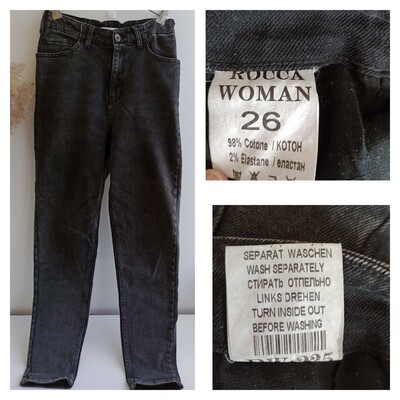 ROCCA
WOMAN
26
98% Cotone / КОТОН
2% Elastane / еластан
SEPARAT WASCHEN
WASH SEPARATELY
СТИРАТЬ ОТПЕЛЬНО
LINKS DREHEN
TURN INSIDE OUT
BEFORE WASHING